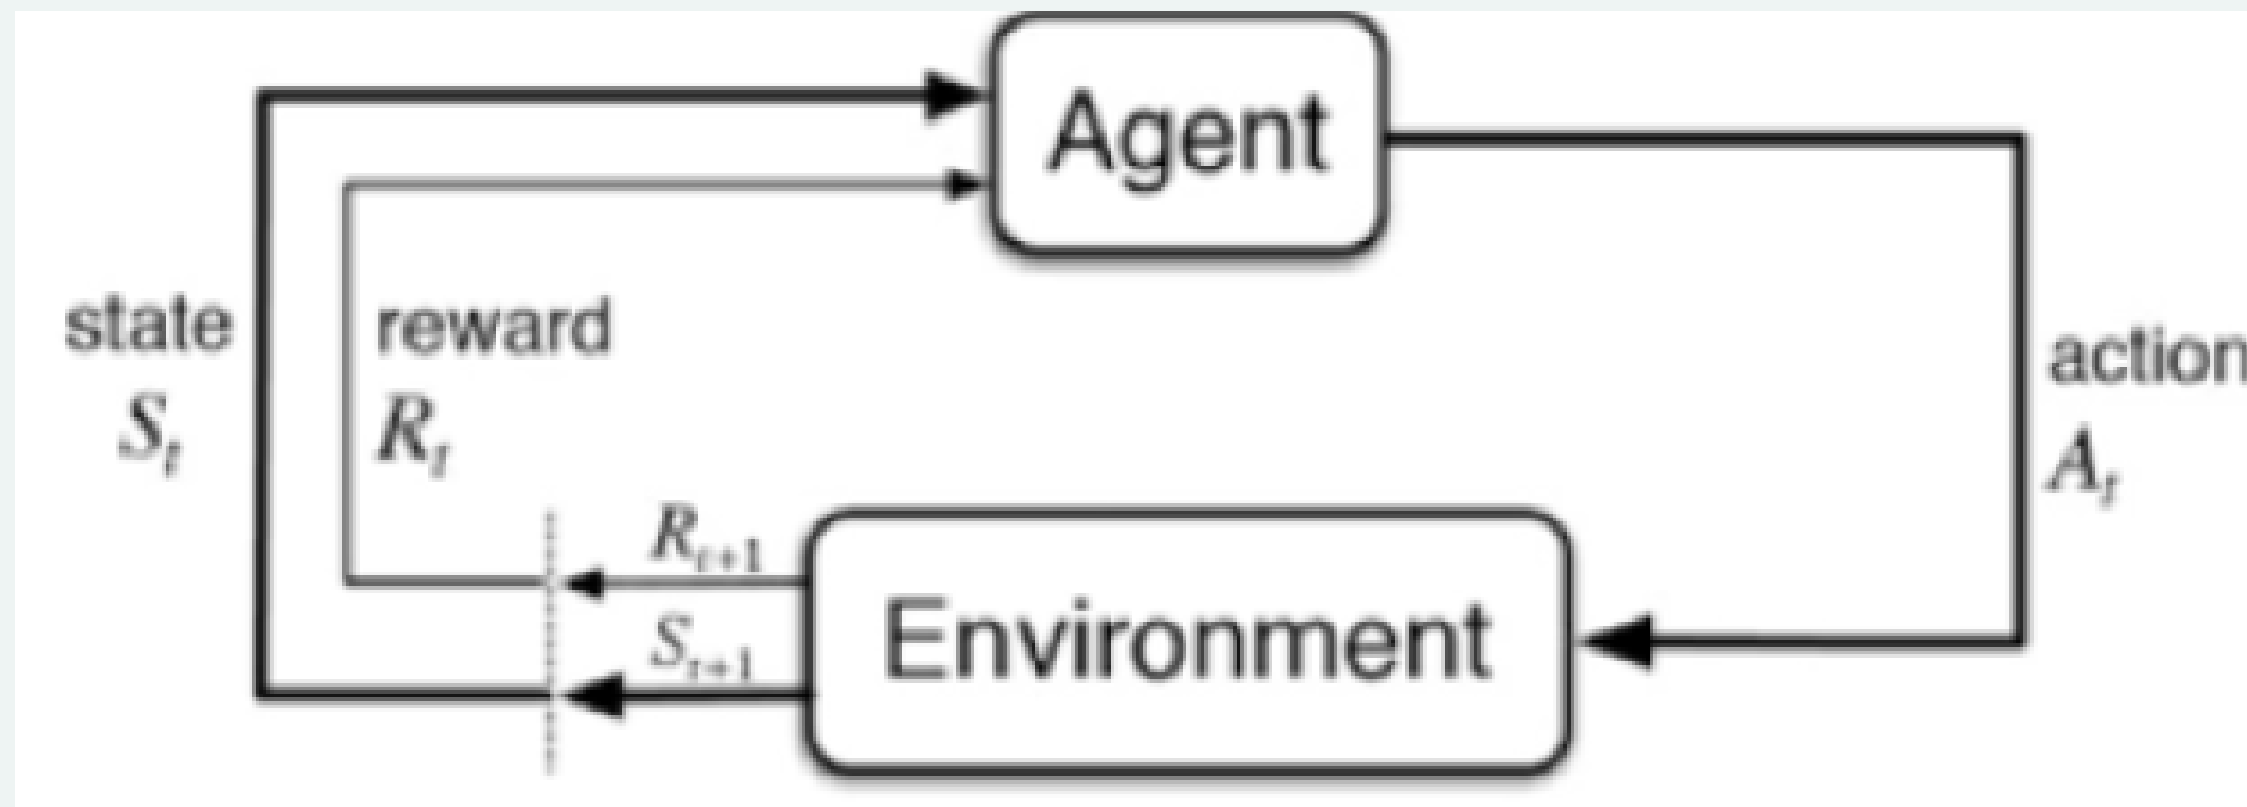 Agent
state
S_t
reward
R_t
action
A_t
R_{t+1}
S_{t+1}
Environment